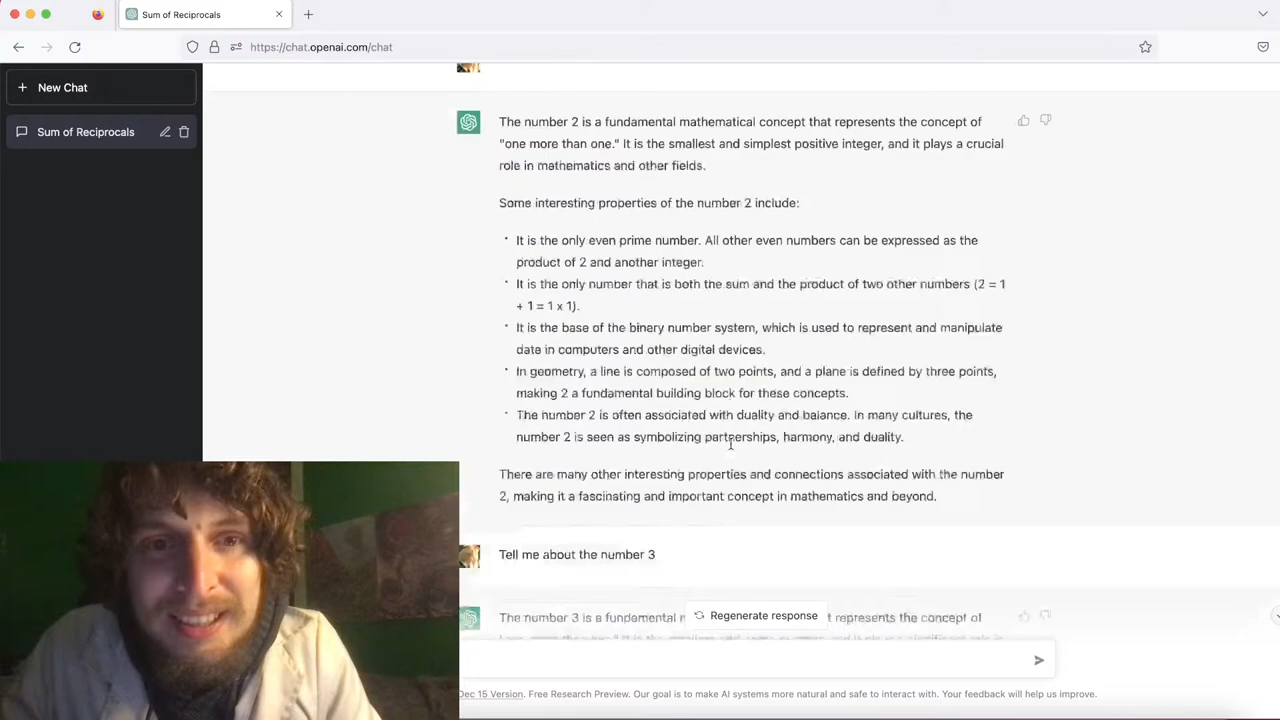 Sum of Reciprocals
https://chat.openai.com/chat
New Chat
Sum of Reciprocals
The number 2 is a fundamental mathematical concept that represents the concept of
"one more than one." It is the smallest and simplest positive integer, and it plays a crucial
role in mathematics and other fields.
Some interesting properties of the number 2 include:
• It is the only even prime number. All other even numbers can be expressed as the
product of 2 and another integer.
• It is the only number that is both the sum and the product of two other numbers (2 = 1
+ 1 = 1 x 1).
• It is the base of the binary number system, which is used to represent and manipulate
data in computers and other digital devices.
• In geometry, a line is composed of two points, and a plane is defined by three points,
making 2 a fundamental building block for these concepts.
• The number 2 is often associated with duality and balance. In many cultures, the
number 2 is seen as symbolizing partnerships, harmony, and duality.
There are many other interesting properties and connections associated with the number
2, making it a fascinating and important concept in mathematics and beyond.
Tell me about the number 3
The number 3 is a fundamental
t represents the concept of
Regenerate response
Dec 15 Version. Free Research Preview. Our goal is to make AI systems more natural and safe to interact with. Your feedback will help us improve.